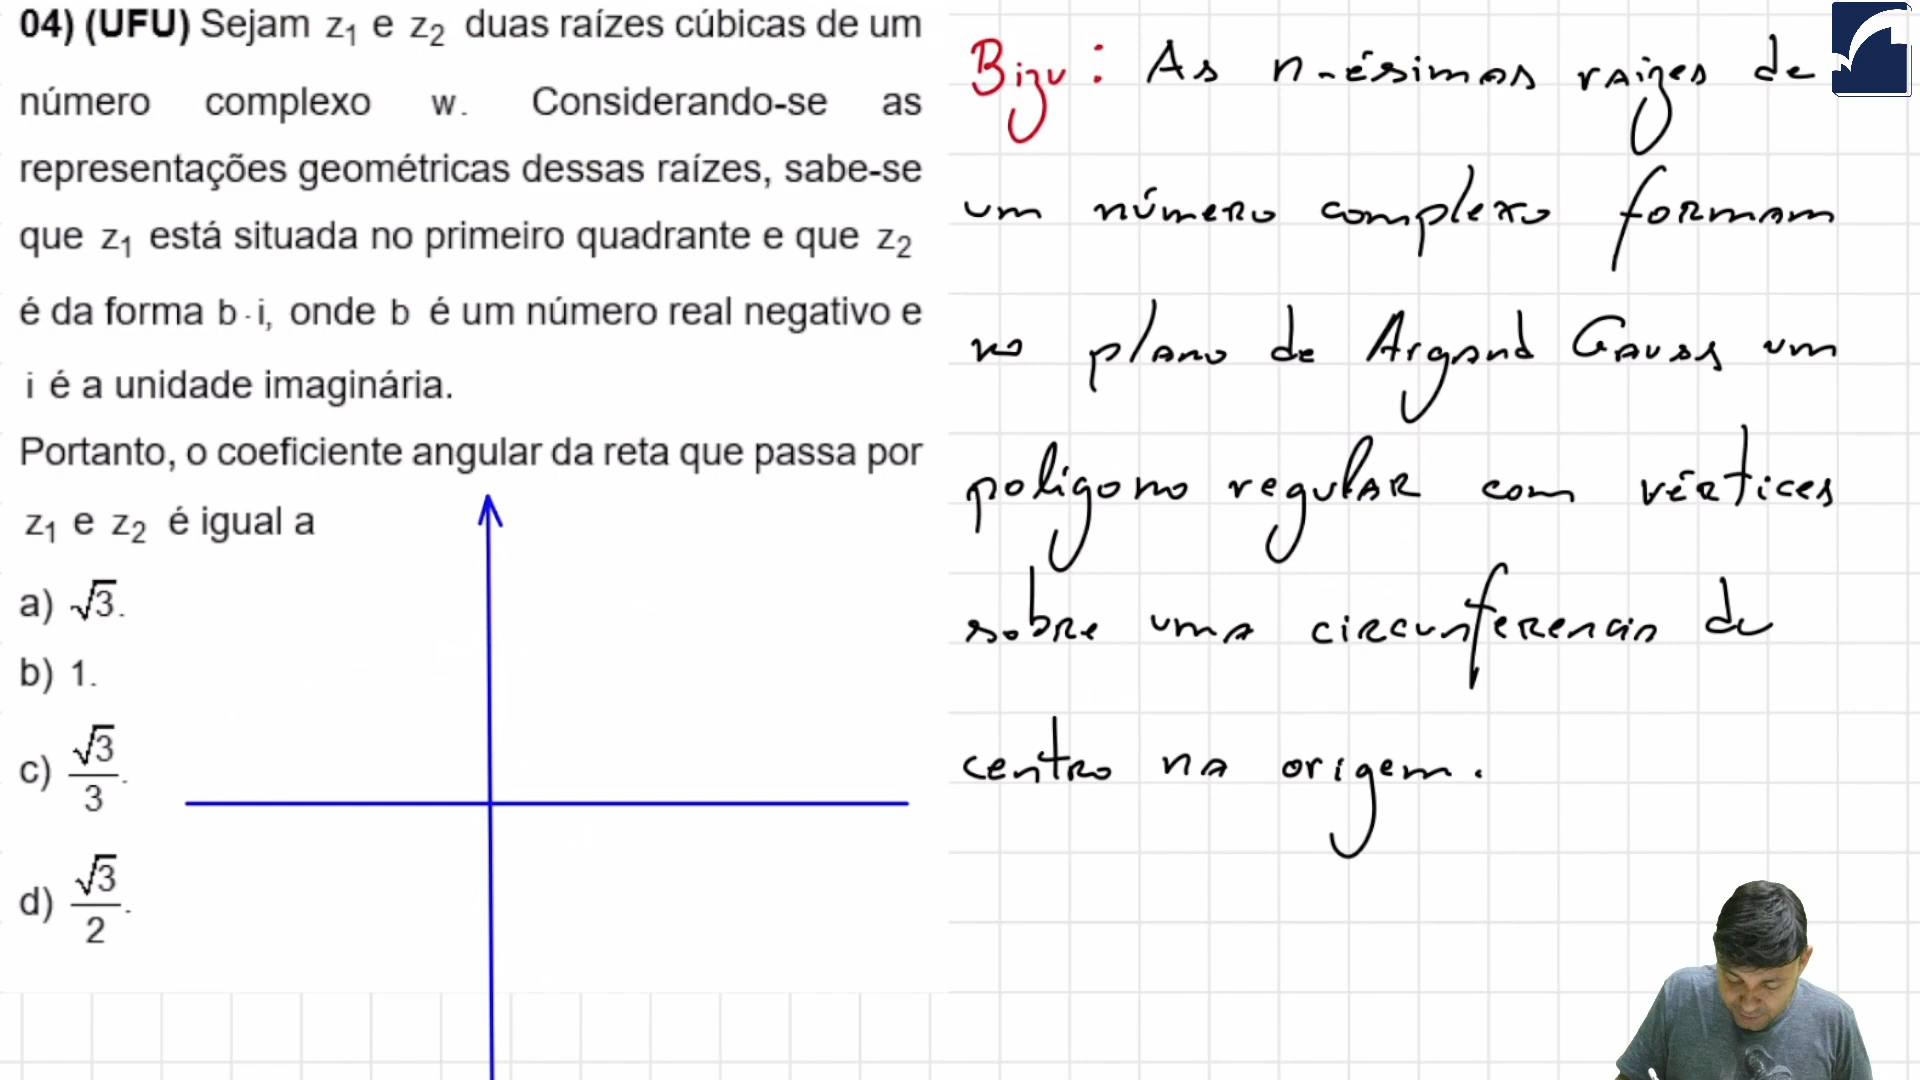 04) (UFU) Sejam z₁ e z₂ duas raízes cúbicas de um
número complexo w. Considerando-se as
representações geométricas dessas raízes, sabe-se
que z₁ está situada no primeiro quadrante e que z₂
é da forma b·i, onde b é um número real negativo e
i é a unidade imaginária.
Portanto, o coeficiente angular da reta que passa por
z₁ e z₂ é igual a
a) √3.
b) 1.
c) √3/3.
d) √3/2.
Bizu: As n-ésimas raizes de
um número complexo formam
no plano de Argand Gauss um
poligono regular com vértices
sobre uma circunferencia de
centro na origem.